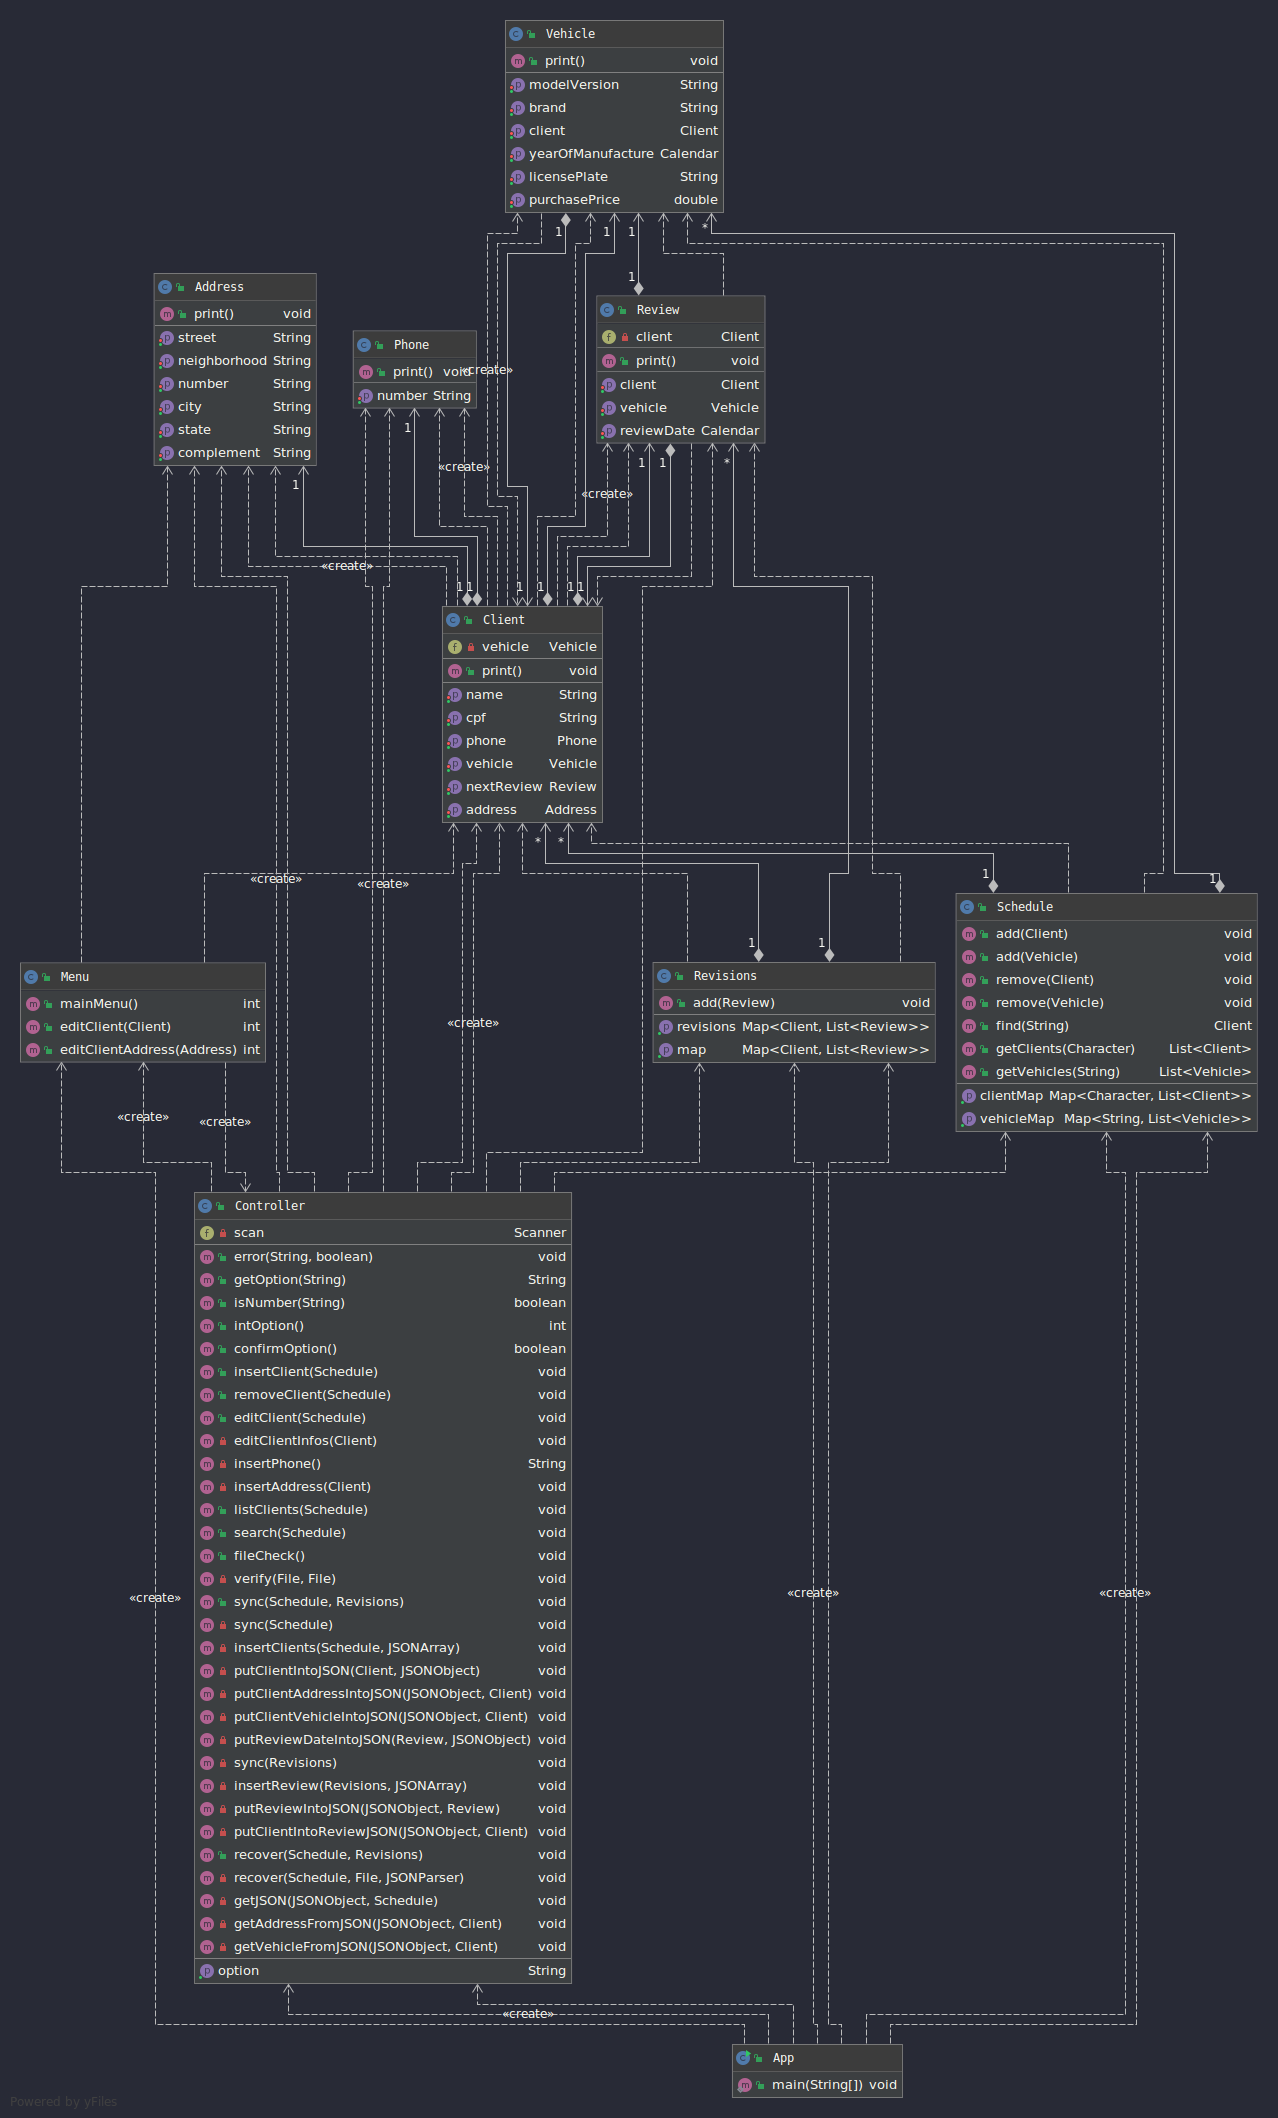 Vehicle
print() void
modelVersion String
brand String
client Client
yearOfManufacture Calendar
licensePlate String
purchasePrice double
1 1 1 *
1
Address
print() void
street String
neighborhood String
number String
city String
state String
complement String
1
Phone
print() void
number String
«create»
1
«create»
Review
client Client
print() void
client Client
vehicle Vehicle
reviewDate Calendar
1 1 *
«create»
«create»
1 1 1 1 1 1
Client
vehicle Vehicle
print() void
name String
cpf String
phone Phone
vehicle Vehicle
nextReview Review
address Address
* *
1 1
«create»
«create»
1 1
Schedule
add(Client) void
add(Vehicle) void
remove(Client) void
remove(Vehicle) void
find(String) Client
getClients(Character) List<Client>
getVehicles(String) List<Vehicle>
clientMap Map<Character, List<Client>>
vehicleMap Map<String, List<Vehicle>>
Menu
mainMenu() int
editClient(Client) int
editClientAddress(Address) int
Revisions
add(Review) void
revisions Map<Client, List<Review>>
map Map<Client, List<Review>>
«create»
«create»
«create»
Controller
scan Scanner
error(String, boolean) void
getOption(String) String
isNumber(String) boolean
intOption() int
confirmOption() boolean
insertClient(Schedule) void
removeClient(Schedule) void
editClient(Schedule) void
editClientInfos(Client) void
insertPhone() String
insertAddress(Client) void
listClients(Schedule) void
search(Schedule) void
fileCheck() void
verify(File, File) void
sync(Schedule, Revisions) void
sync(Schedule) void
insertClients(Schedule, JSONArray) void
putClientIntoJSON(Client, JSONObject) void
putClientAddressIntoJSON(JSONObject, Client) void
putClientVehicleIntoJSON(JSONObject, Client) void
putReviewDateIntoJSON(Review, JSONObject) void
sync(Revisions) void
insertReview(Revisions, JSONArray) void
putReviewIntoJSON(JSONObject, Review) void
putClientIntoReviewJSON(JSONObject, Client) void
recover(Schedule, Revisions) void
recover(Schedule, File, JSONParser) void
getJSON(JSONObject, Schedule) void
getAddressFromJSON(JSONObject, Client) void
getVehicleFromJSON(JSONObject, Client) void
option String
«create»
«create»
«create»
«create»
App
main(String[]) void
Powered by yFiles